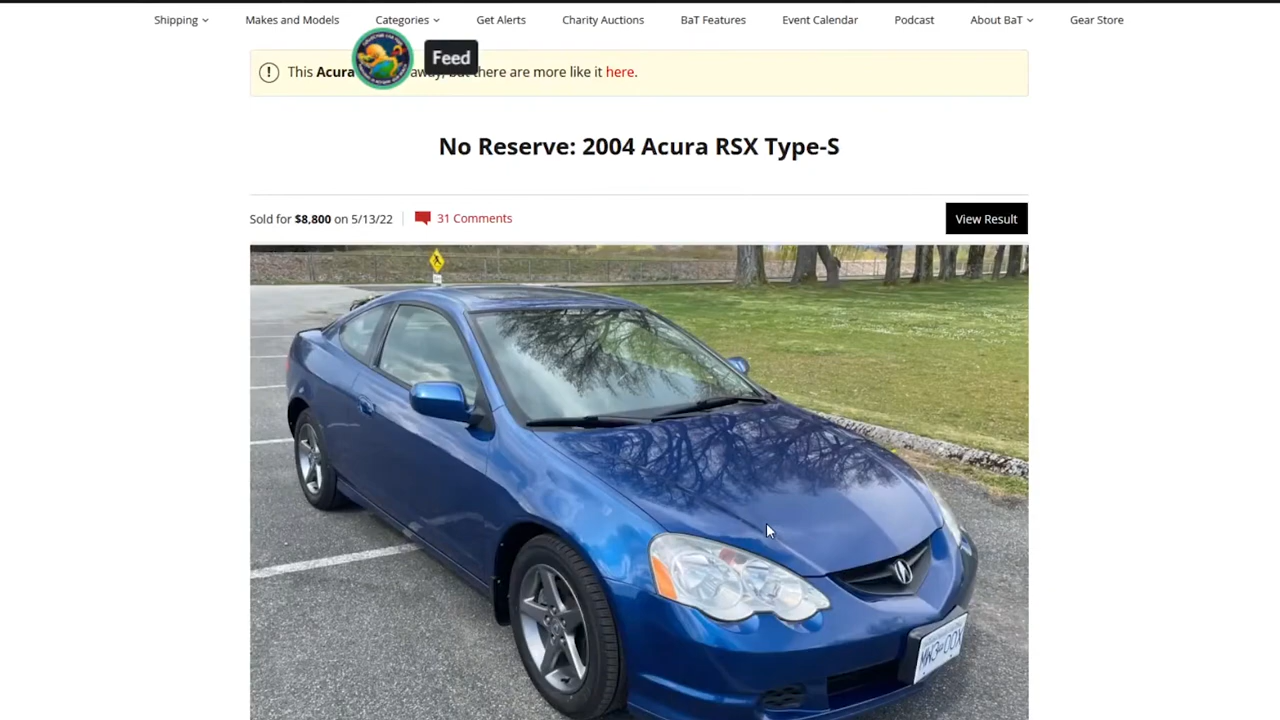 Shipping Makes and Models Categories Get Alerts Charity Auctions BaT Features Event Calendar Podcast About BaT Gear Store
Feed
! This Acura away, but there are more like it here.
No Reserve: 2004 Acura RSX Type-S
Sold for $8,800 on 5/13/22 31 Comments View Result